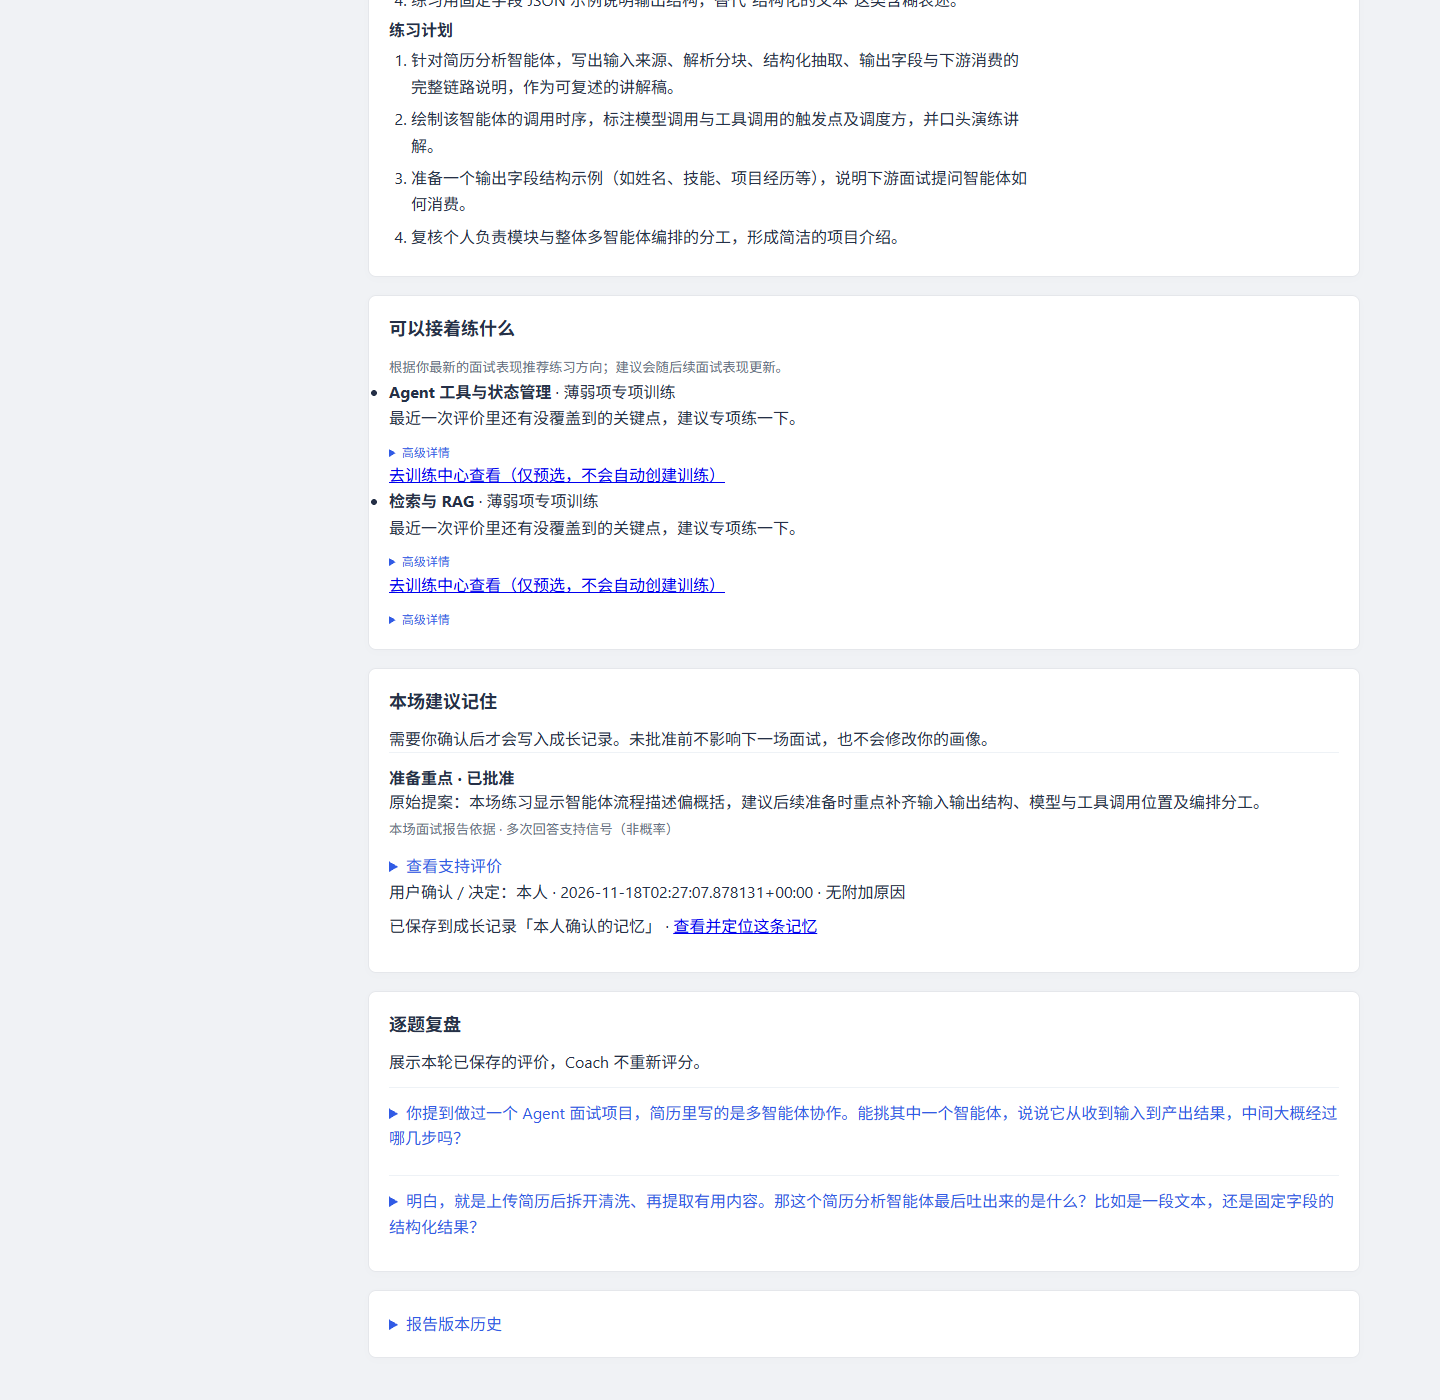 4. 练习用固定字段 JSON 示例说明输出结构，替代“结构化的文本”这类含糊表述。
练习计划
1. 针对简历分析智能体，写出输入来源、解析分块、结构化抽取、输出字段与下游消费的
完整链路说明，作为可复述的讲解稿。
2. 绘制该智能体的调用时序，标注模型调用与工具调用的触发点及调度方，并口头演练讲
解。
3. 准备一个输出字段结构示例（如姓名、技能、项目经历等），说明下游面试提问智能体如
何消费。
4. 复核个人负责模块与整体多智能体编排的分工，形成简洁的项目介绍。
可以接着练什么
根据你最新的面试表现推荐练习方向；建议会随后续面试表现更新。
Agent 工具与状态管理 · 薄弱项专项训练
最近一次评价里还有没覆盖到的关键点，建议专项练一下。
高级详情
去训练中心查看（仅预选，不会自动创建训练）
检索与 RAG · 薄弱项专项训练
最近一次评价里还有没覆盖到的关键点，建议专项练一下。
高级详情
去训练中心查看（仅预选，不会自动创建训练）
高级详情
本场建议记住
需要你确认后才会写入成长记录。未批准前不影响下一场面试，也不会修改你的画像。
准备重点 · 已批准
原始提案：本场练习显示智能体流程描述偏概括，建议后续准备时重点补齐输入输出结构、模型与工具调用位置及编排分工。
本场面试报告依据 · 多次回答支持信号（非概率）
查看支持评价
用户确认 / 决定：本人 · 2026-11-18T02:27:07.878131+00:00 · 无附加原因
已保存到成长记录「本人确认的记忆」 · 查看并定位这条记忆
逐题复盘
展示本轮已保存的评价，Coach 不重新评分。
你提到做过一个 Agent 面试项目，简历里写的是多智能体协作。能挑其中一个智能体，说说它从收到输入到产出结果，中间大概经过
哪几步吗？
明白，就是上传简历后拆开清洗、再提取有用内容。那这个简历分析智能体最后吐出来的是什么？比如是一段文本，还是固定字段的
结构化结果？
报告版本历史